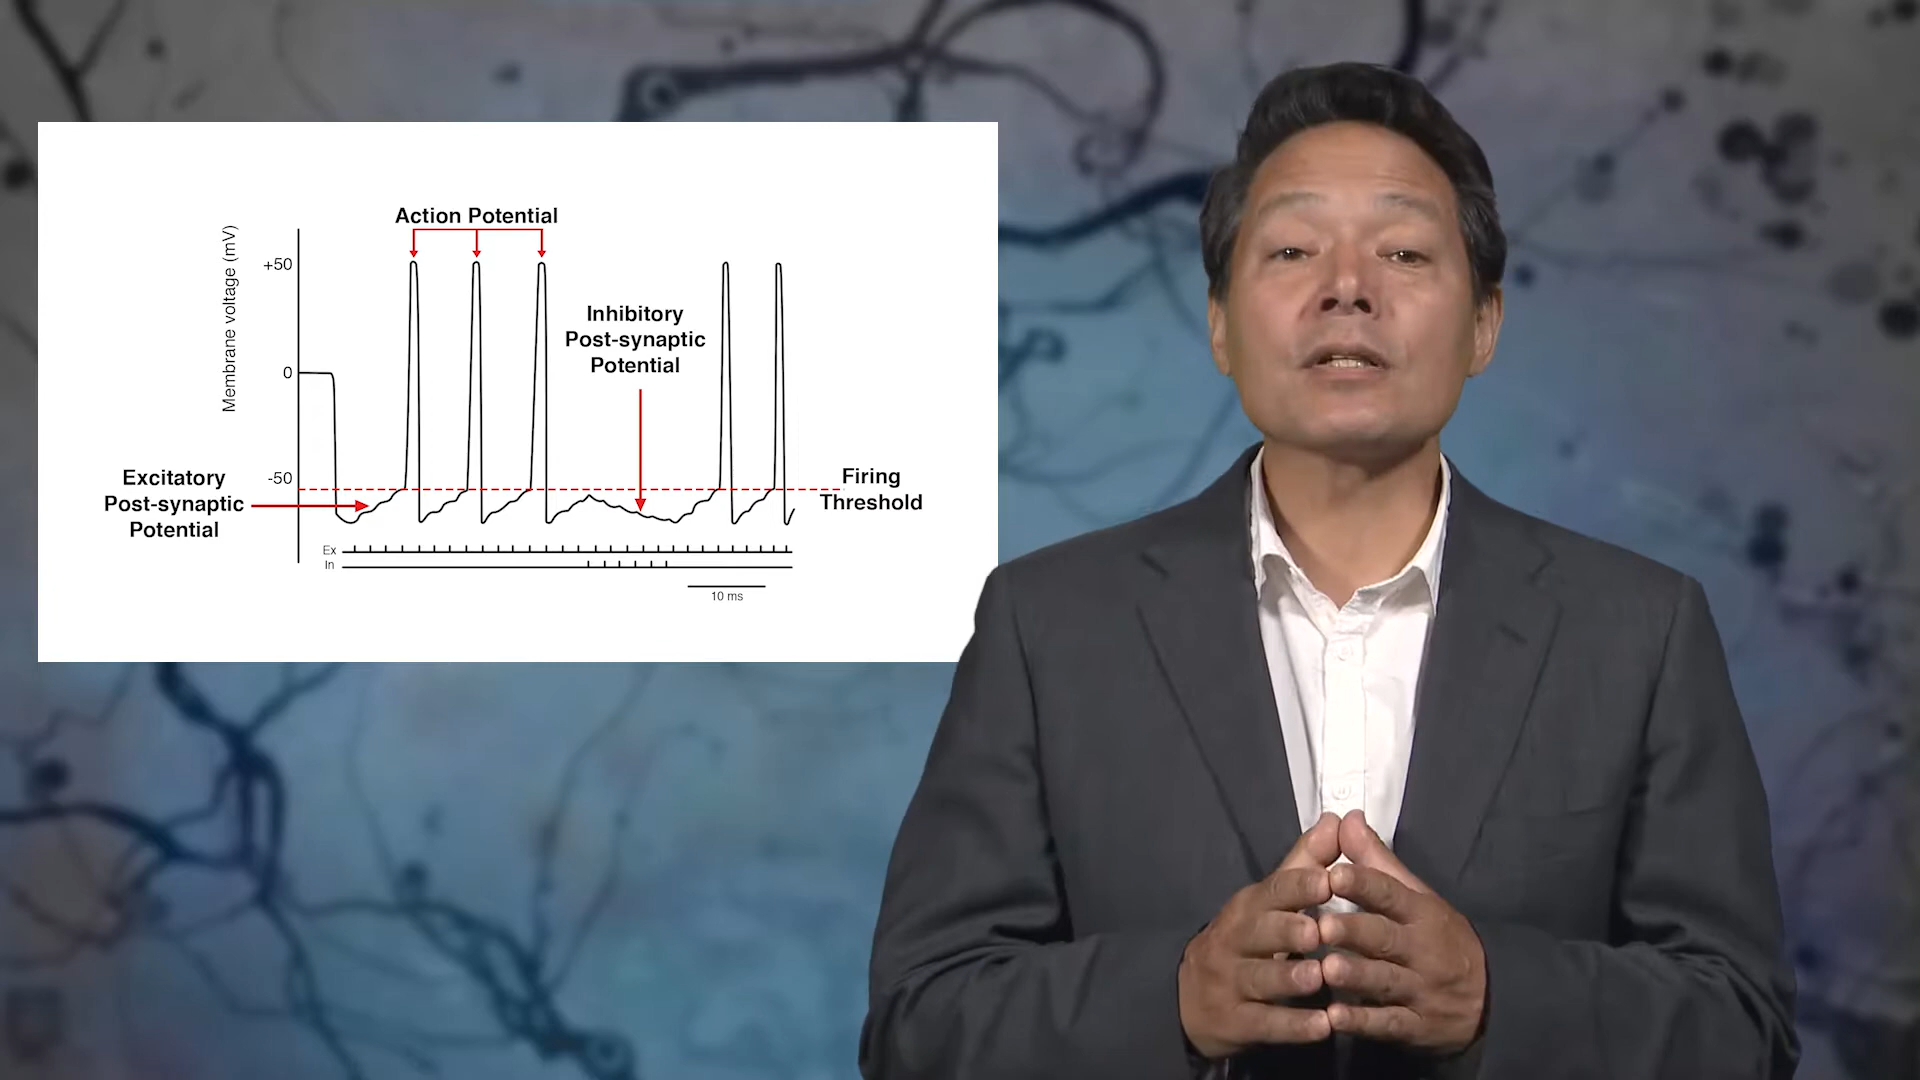 Action Potential
Membrane voltage (mV)
+50
Inhibitory
Post-synaptic
Potential
0
-50
Excitatory
Post-synaptic
Potential
Firing
Threshold
Ex
In
10 ms